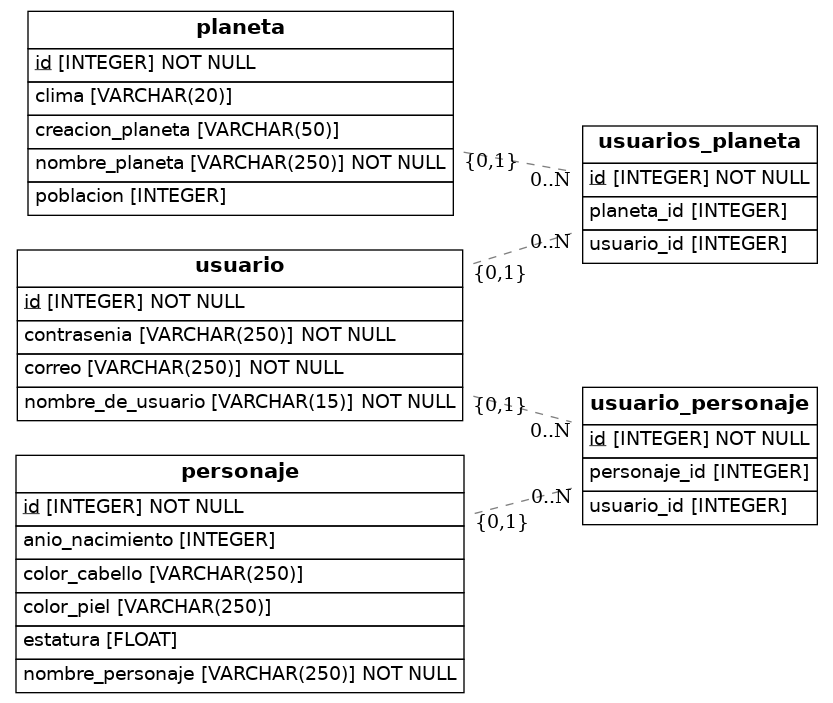 planeta
id [INTEGER] NOT NULL
clima [VARCHAR(20)]
creacion_planeta [VARCHAR(50)]
nombre_planeta [VARCHAR(250)] NOT NULL
poblacion [INTEGER]
{0,1}
0..N
usuarios_planeta
id [INTEGER] NOT NULL
planeta_id [INTEGER]
usuario_id [INTEGER]
0..N
{0,1}
usuario
id [INTEGER] NOT NULL
contrasenia [VARCHAR(250)] NOT NULL
correo [VARCHAR(250)] NOT NULL
nombre_de_usuario [VARCHAR(15)] NOT NULL
{0,1}
0..N
usuario_personaje
id [INTEGER] NOT NULL
personaje_id [INTEGER]
usuario_id [INTEGER]
0..N
{0,1}
personaje
id [INTEGER] NOT NULL
anio_nacimiento [INTEGER]
color_cabello [VARCHAR(250)]
color_piel [VARCHAR(250)]
estatura [FLOAT]
nombre_personaje [VARCHAR(250)] NOT NULL